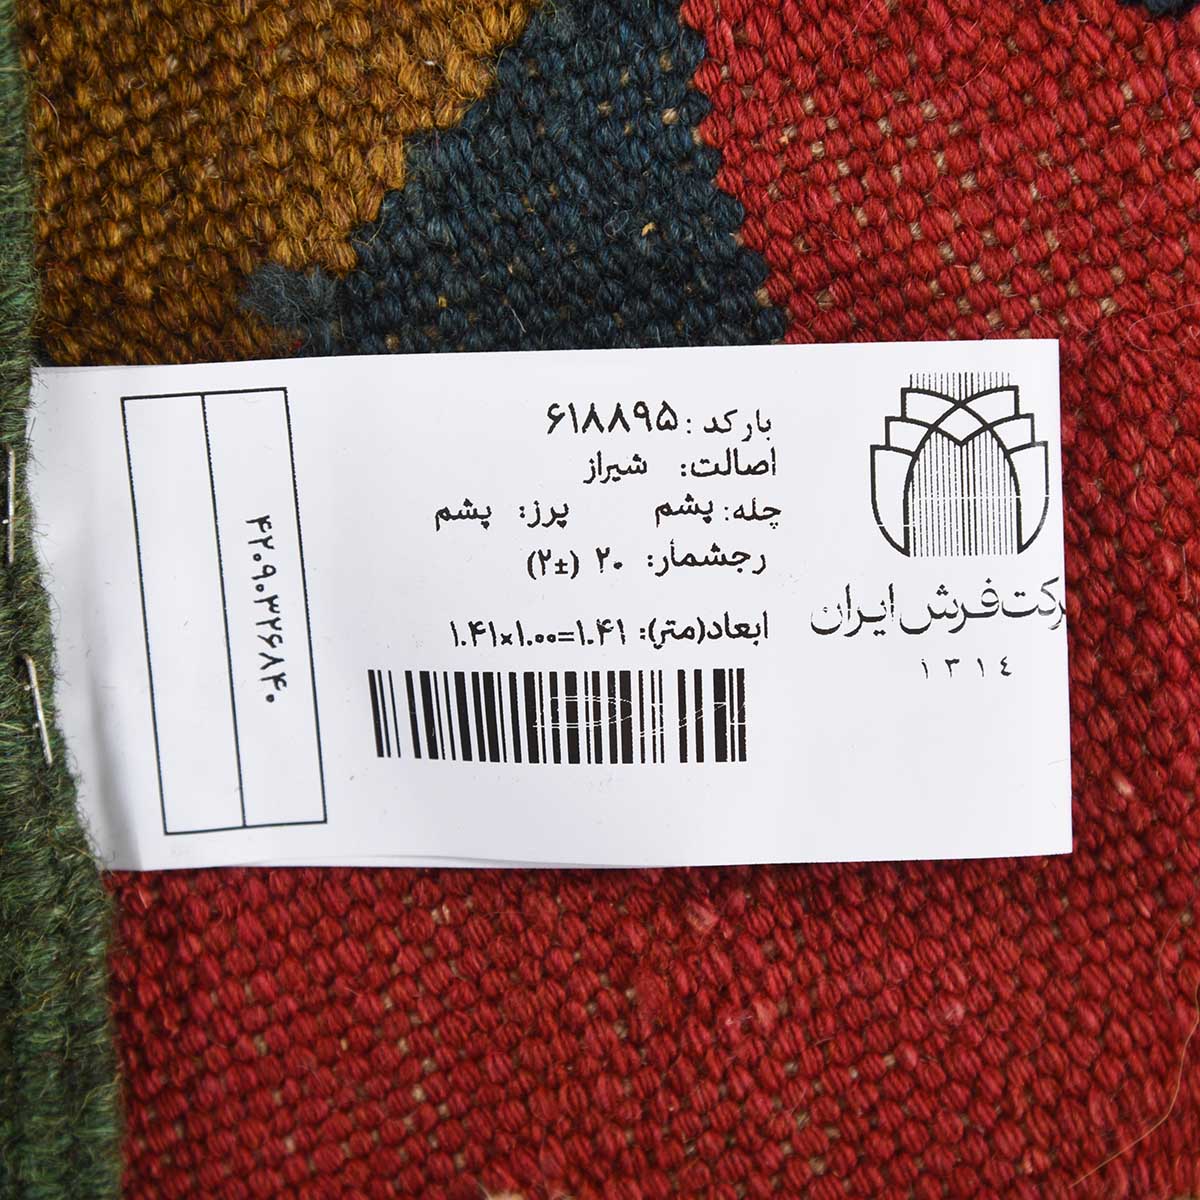 بارکد: ۶۱۸۸۹۵
اصالت: شیراز
چله: پشم پرز: پشم
رجشمار: ۲۰ (±۲)
ابعاد(متر): ۱.۴۱=۱.۰۰×۱.۴۱
رکت فرش ایران
۱۳۱٤
۴۲۰۹۰۳۲۶۸۴۰